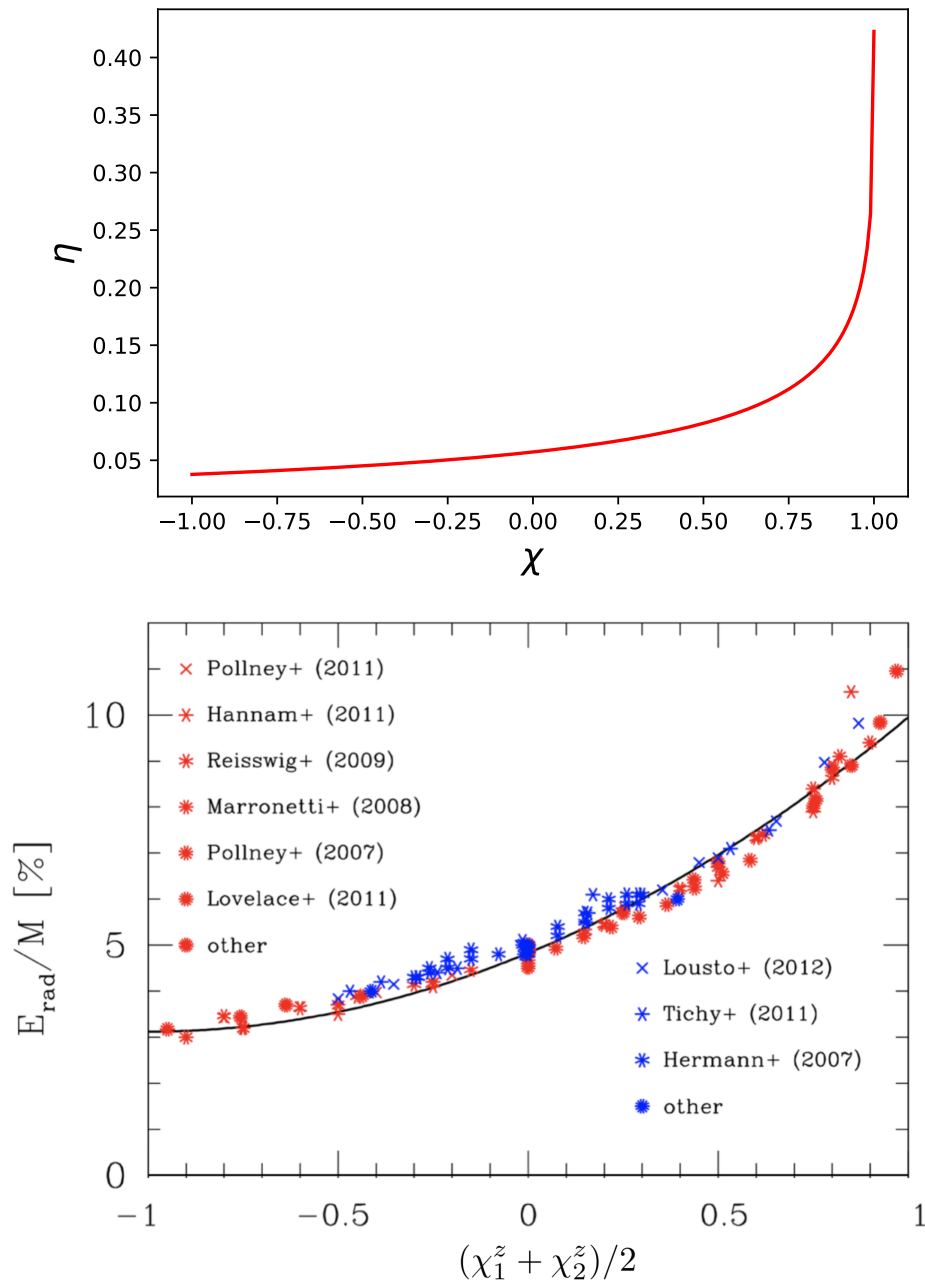 0.40
0.35
0.30
0.25
0.20
0.15
0.10
0.05
η
−1.00 −0.75 −0.50 −0.25 0.00 0.25 0.50 0.75 1.00
χ
Pollney+ (2011)
Hannam+ (2011)
10
Reisswig+ (2009)
Marronetti+ (2008)
Pollney+ (2007)
Lovelace+ (2011)
other
E_rad/M [%]
5
Lousto+ (2012)
Tichy+ (2011)
Hermann+ (2007)
other
0
−1 −0.5 0 0.5 1
(χ₁ᶻ + χ₂ᶻ)/2